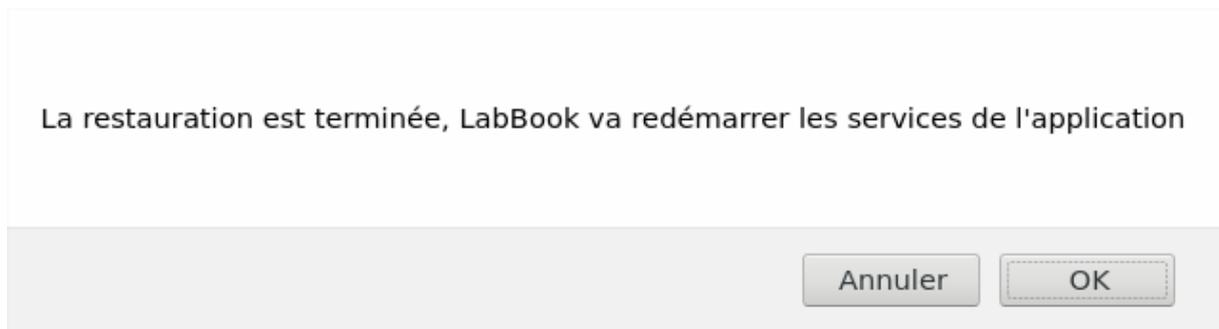 La restauration est terminée, LabBook va redémarrer les services de l'application
Annuler
OK